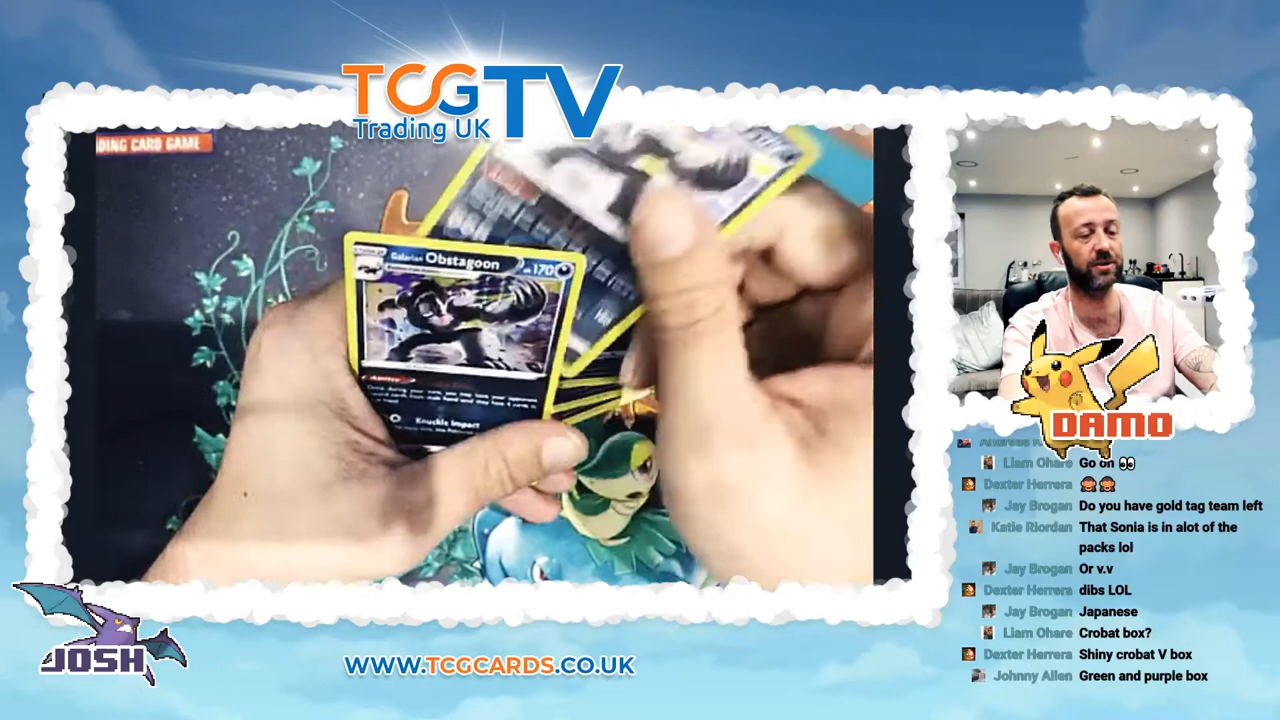 TCG TV
Trading UK
DING CARD GAME
Galarian Obstagoon 170
Ability
Knuckle Impact
DAMO
Liam Ohare Go on 👀
Dexter Herrera 🙈🙈
Jay Brogan Do you have gold tag team left
Katie Riordan That Sonia is in alot of the
packs lol
Jay Brogan Or v.v
Dexter Herrera dibs LOL
Jay Brogan Japanese
Liam Ohare Crobat box?
Dexter Herrera Shiny crobat V box
Johnny Allen Green and purple box
JOSH
WWW.TCGCARDS.CO.UK